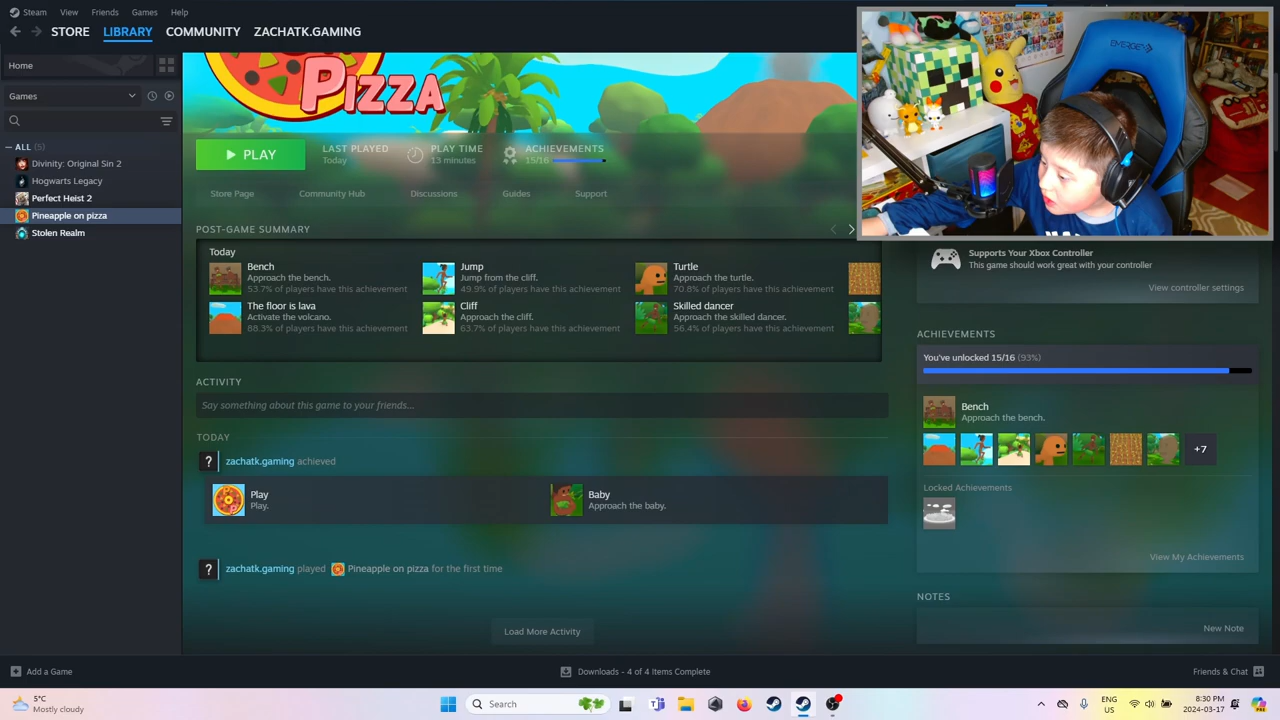 Steam View Friends Games Help
STORE LIBRARY COMMUNITY ZACHATK.GAMING
Home
Games
ALL (5)
Divinity: Original Sin 2
Hogwarts Legacy
Perfect Heist 2
Pineapple on pizza
Stolen Realm
PIZZA
PLAY
LAST PLAYED
Today
PLAY TIME
13 minutes
ACHIEVEMENTS
15/16
Store Page Community Hub Discussions Guides Support
POST-GAME SUMMARY
Today
Bench
Approach the bench.
53.7% of players have this achievement
Jump
Jump from the cliff.
49.9% of players have this achievement
Turtle
Approach the turtle.
70.8% of players have this achievement
The floor is lava
Activate the volcano.
88.3% of players have this achievement
Cliff
Approach the cliff.
63.7% of players have this achievement
Skilled dancer
Approach the skilled dancer.
56.4% of players have this achievement
ACTIVITY
Say something about this game to your friends...
TODAY
? zachatk.gaming achieved
Play
Play.
Baby
Approach the baby.
? zachatk.gaming played Pineapple on pizza for the first time
Load More Activity
Supports Your Xbox Controller
This game should work great with your controller
View controller settings
ACHIEVEMENTS
You've unlocked 15/16 (93%)
Bench
Approach the bench.
+7
Locked Achievements
View My Achievements
NOTES
New Note
Add a Game
Downloads - 4 of 4 Items Complete
Friends & Chat
5°C
Mostly cloudy
Search
ENG
US
8:30 PM
2024-03-17